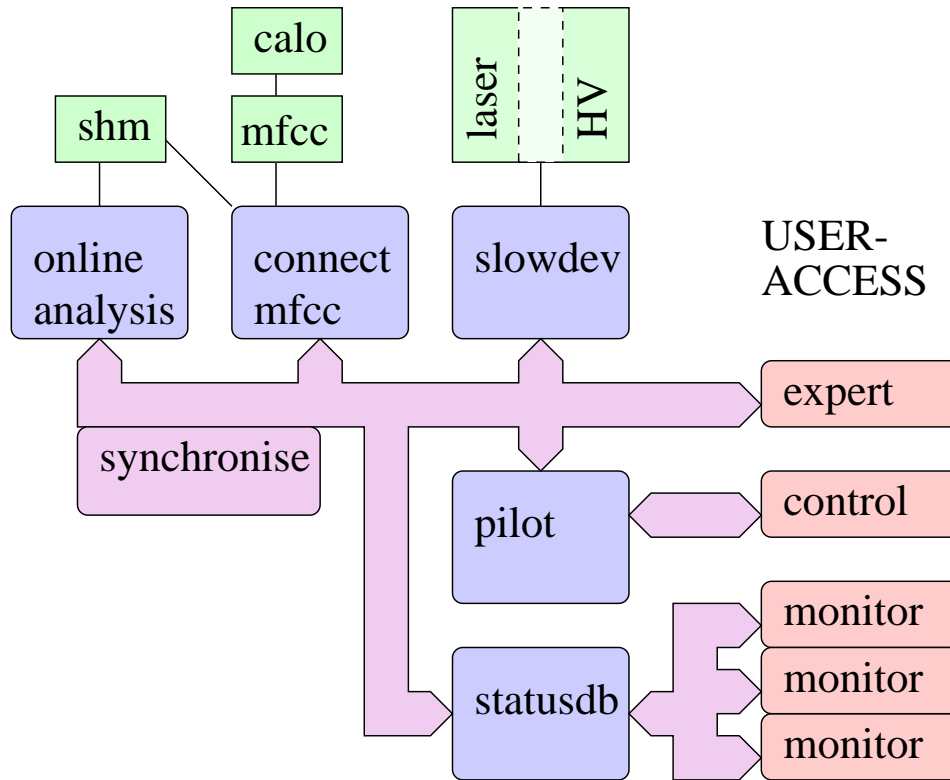 calo
shm
mfcc
laser
HV
online
analysis
connect
mfcc
slowdev
USER-
ACCESS
expert
synchronise
pilot
control
monitor
statusdb
monitor
monitor